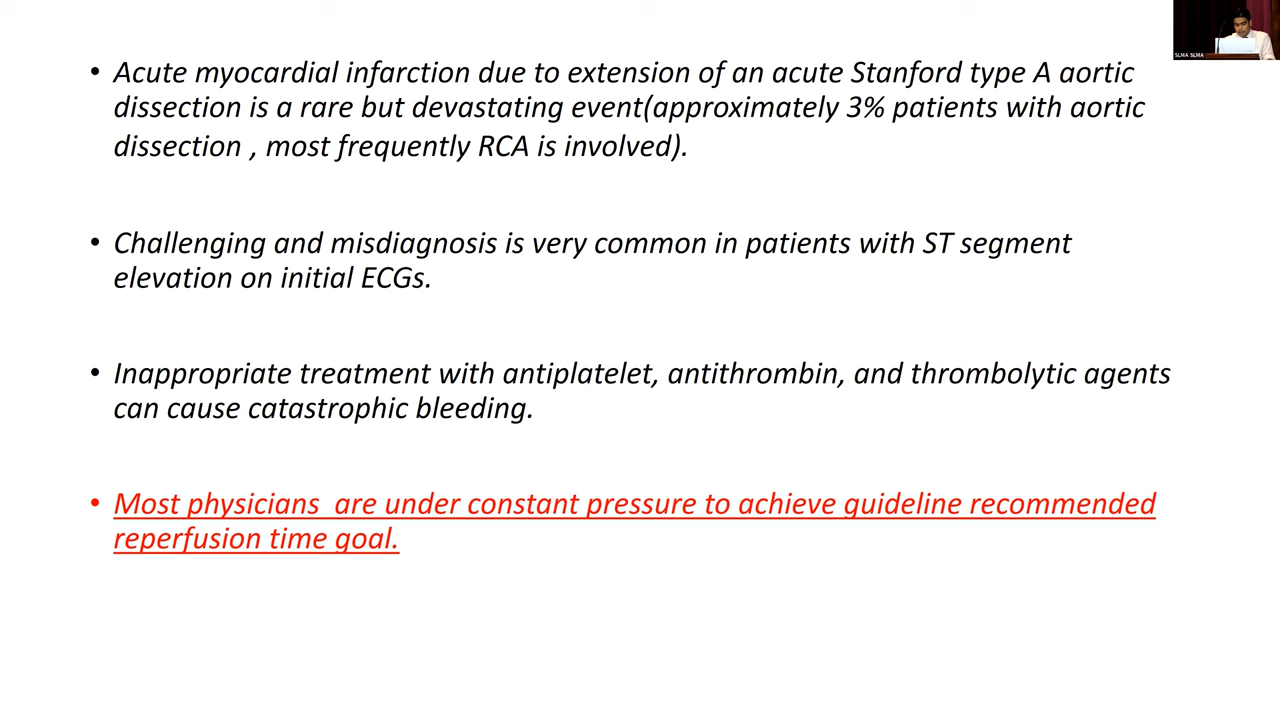 SLMA SLMA
• Acute myocardial infarction due to extension of an acute Stanford type A aortic
dissection is a rare but devastating event(approximately 3% patients with aortic
dissection , most frequently RCA is involved).
• Challenging and misdiagnosis is very common in patients with ST segment
elevation on initial ECGs.
• Inappropriate treatment with antiplatelet, antithrombin, and thrombolytic agents
can cause catastrophic bleeding.
• Most physicians  are under constant pressure to achieve guideline recommended
reperfusion time goal.